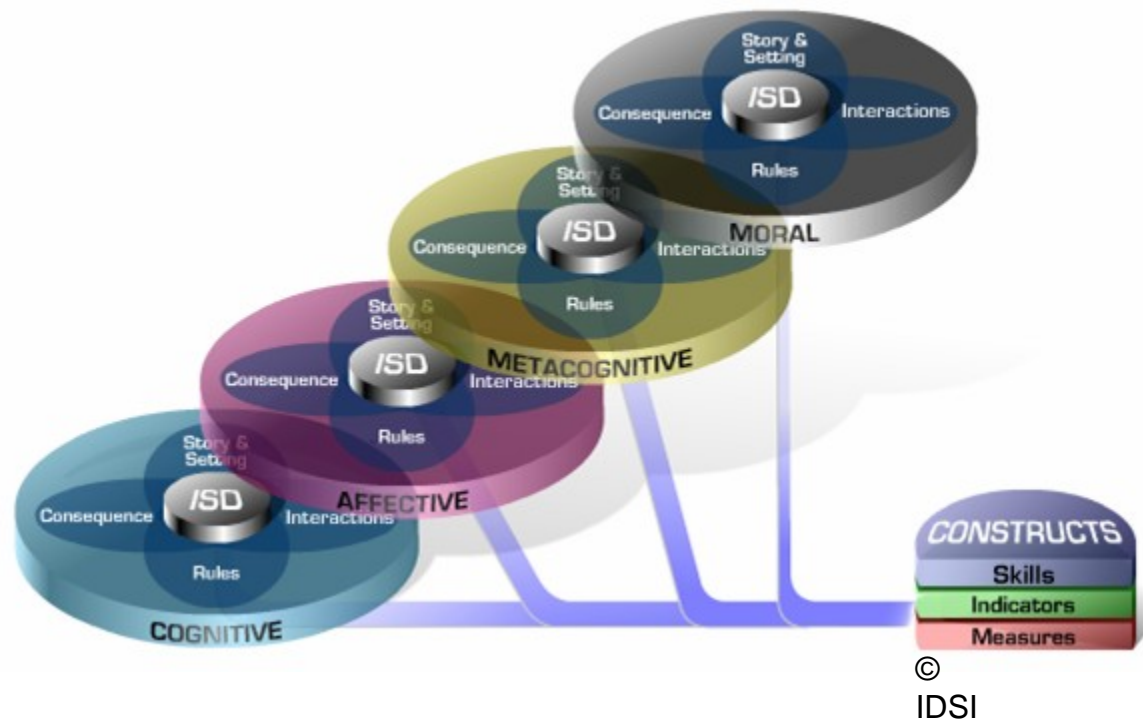 Story &
Setting
ISD
Consequence
Interactions
Rules
MORAL
Story &
Setting
ISD
Consequence
Interactions
Rules
METACOGNITIVE
Story &
Setting
ISD
Consequence
Interactions
Rules
AFFECTIVE
Story &
Setting
ISD
Consequence
Interactions
Rules
COGNITIVE
CONSTRUCTS
Skills
Indicators
Measures
©
IDSI